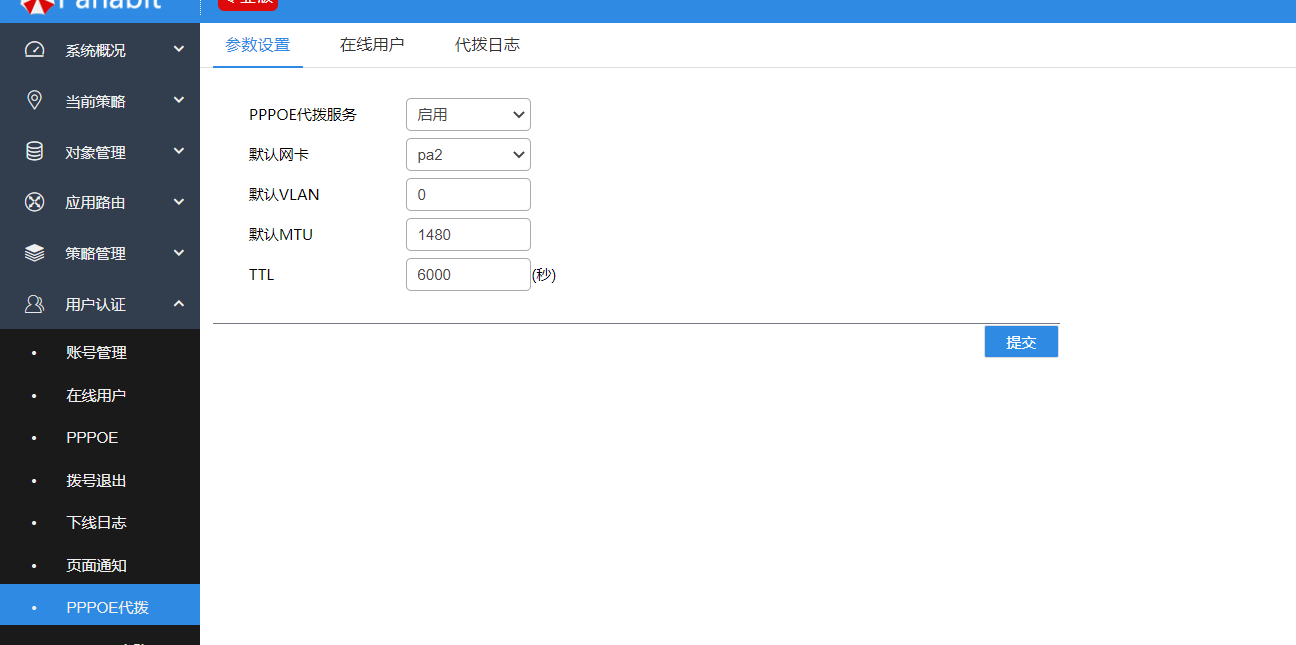 Panabit
专业版
系统概况
当前策略
对象管理
应用路由
策略管理
用户认证
账号管理
在线用户
PPPOE
拨号退出
下线日志
页面通知
PPPOE代拨
参数设置 在线用户 代拨日志
PPPOE代拨服务 启用
默认网卡 pa2
默认VLAN 0
默认MTU 1480
TTL 6000 (秒)
提交